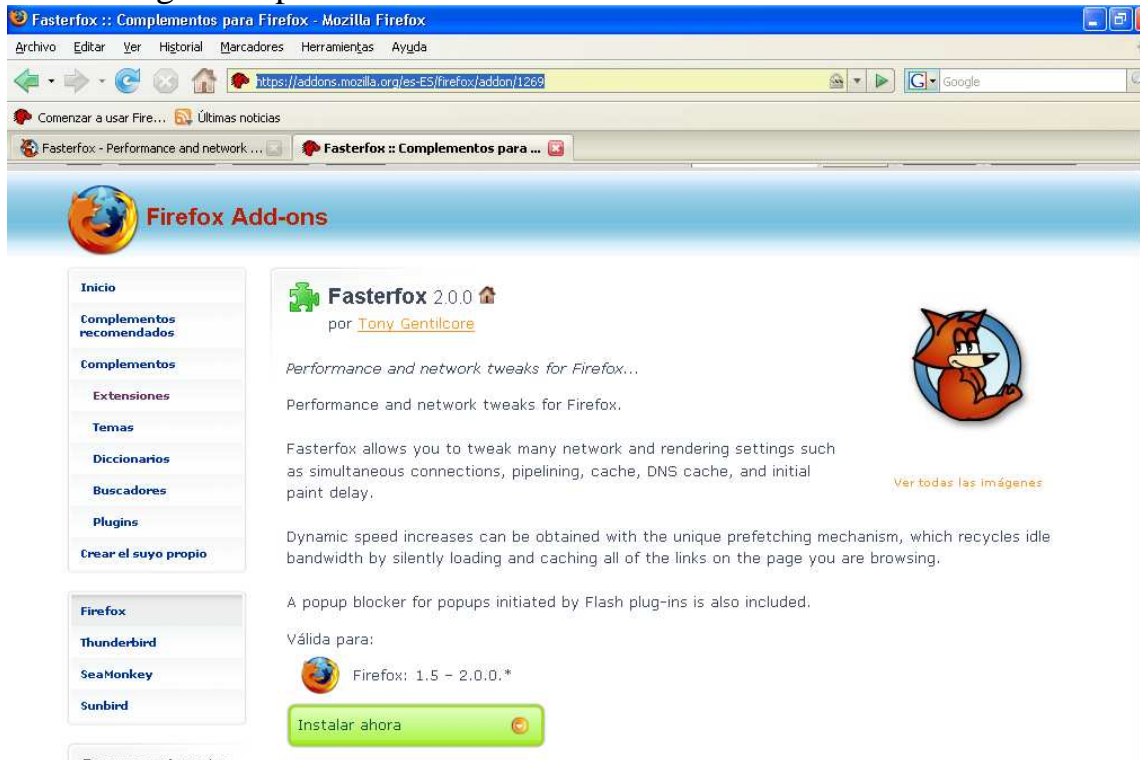 Fasterfox :: Complementos para Firefox - Mozilla Firefox
Archivo Editar Ver Historial Marcadores Herramientas Ayuda
https://addons.mozilla.org/es-ES/firefox/addon/1269
G Google
Comenzar a usar Fire... Últimas noticias
Fasterfox - Performance and network ... Fasterfox :: Complementos para ...
Firefox Add-ons
Inicio
Complementos
recomendados
Complementos
Extensiones
Temas
Diccionarios
Buscadores
Plugins
Crear el suyo propio
Firefox
Thunderbird
SeaMonkey
Sunbird
Fasterfox 2.0.0
por Tony Gentilcore
Performance and network tweaks for Firefox...
Performance and network tweaks for Firefox.
Fasterfox allows you to tweak many network and rendering settings such
as simultaneous connections, pipelining, cache, DNS cache, and initial
paint delay.
Ver todas las imágenes
Dynamic speed increases can be obtained with the unique prefetching mechanism, which recycles idle
bandwidth by silently loading and caching all of the links on the page you are browsing.
A popup blocker for popups initiated by Flash plug-ins is also included.
Válida para:
Firefox: 1.5 – 2.0.0.*
Instalar ahora